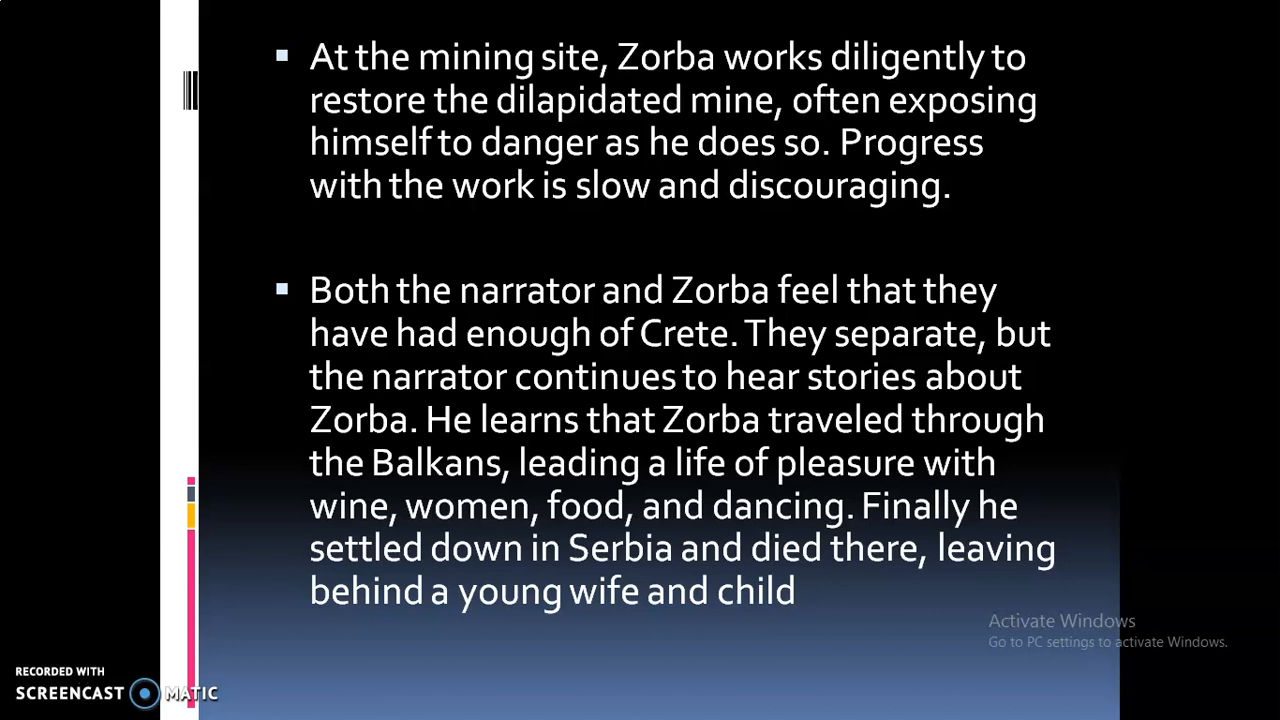 At the mining site, Zorba works diligently to
restore the dilapidated mine, often exposing
himself to danger as he does so. Progress
with the work is slow and discouraging.
Both the narrator and Zorba feel that they
have had enough of Crete. They separate, but
the narrator continues to hear stories about
Zorba. He learns that Zorba traveled through
the Balkans, leading a life of pleasure with
wine, women, food, and dancing. Finally he
settled down in Serbia and died there, leaving
behind a young wife and child
Activate Windows
Go to PC settings to activate Windows.
RECORDED WITH
SCREENCAST MATIC